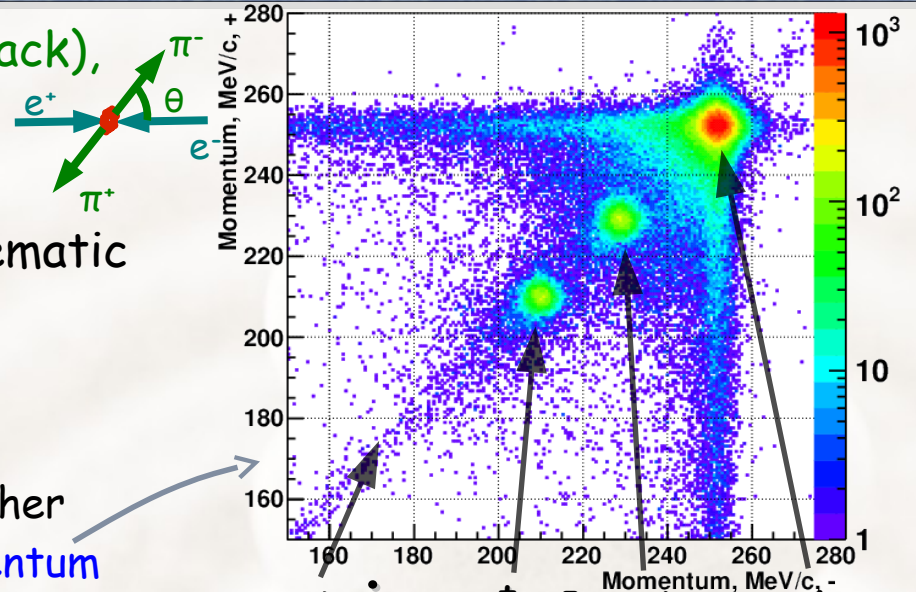 ack),
π⁻
e⁺
θ
e⁻
π⁺
ematic
her
entum
Momentum, MeV/c, +
280
260
240
220
200
180
160
160
180
200
220
240
260
280
Momentum, MeV/c, -
10³
10²
10
1